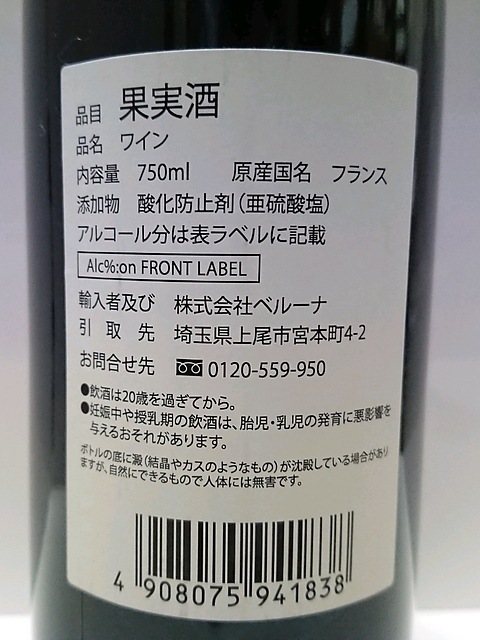 品目 果実酒
品名 ワイン
内容量 750ml 原産国名 フランス
添加物 酸化防止剤(亜硫酸塩)
アルコール分は表ラベルに記載
Alc%:on FRONT LABEL
輸入者及び 株式会社ベルーナ
引取先 埼玉県上尾市宮本町4-2
お問合せ先 0120-559-950
●飲酒は20歳を過ぎてから。
●妊娠中や授乳期の飲酒は、胎児・乳児の発育に悪影響を
与えるおそれがあります。
ボトルの底に澱(結晶やカスのようなもの)が沈殿している場合があり
ますが、自然にできるもので人体には無害です。
4 908075 941838